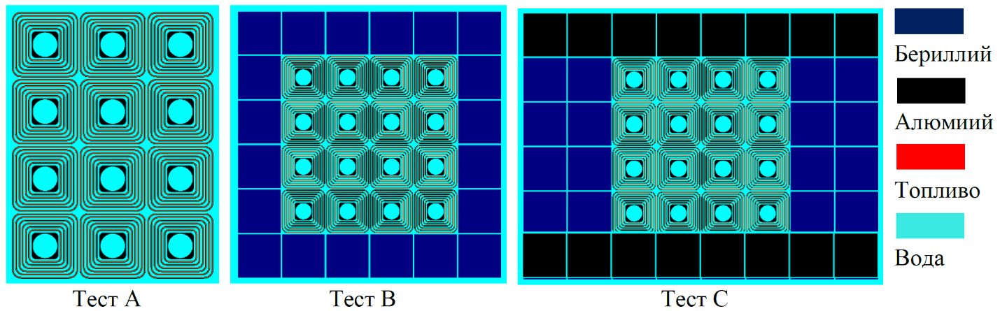 Бериллий
Алюмиий
Топливо
Вода
Тест А
Тест В
Тест С